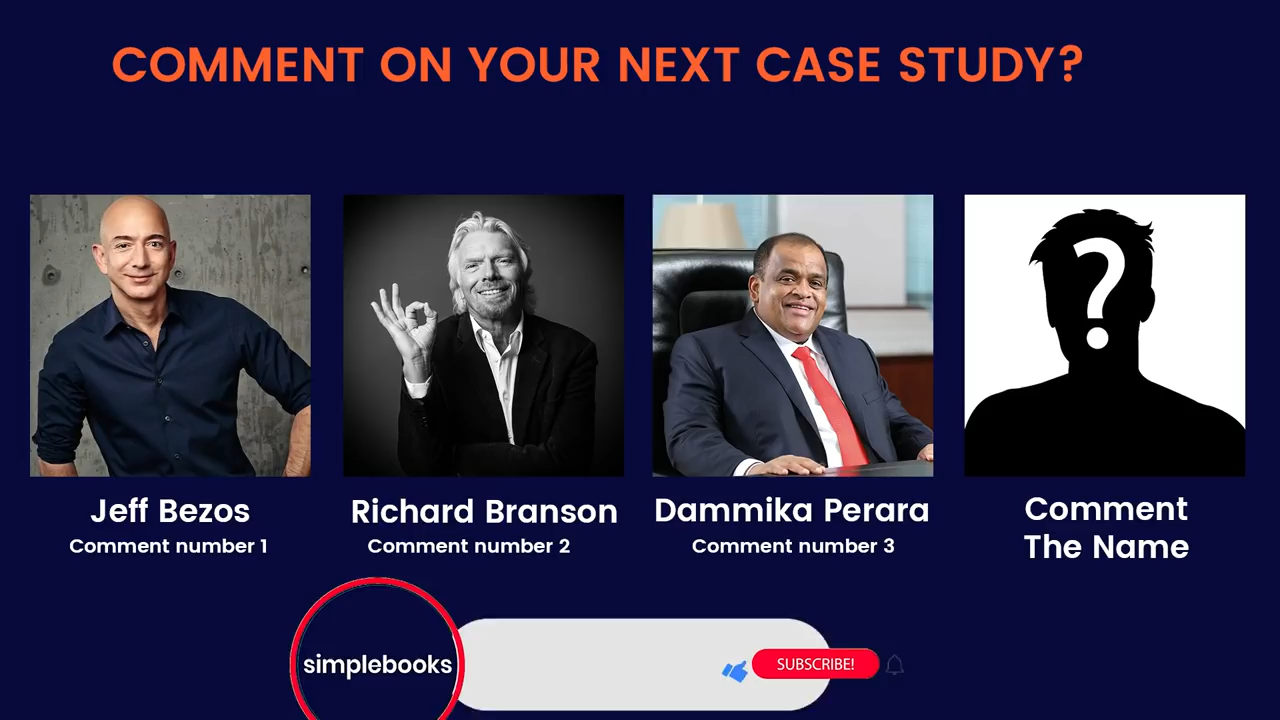 COMMENT ON YOUR NEXT CASE STUDY?
?
Jeff Bezos
Comment number 1
Richard Branson
Comment number 2
Dammika Perara
Comment number 3
Comment
The Name
simplebooks
SUBSCRIBE!